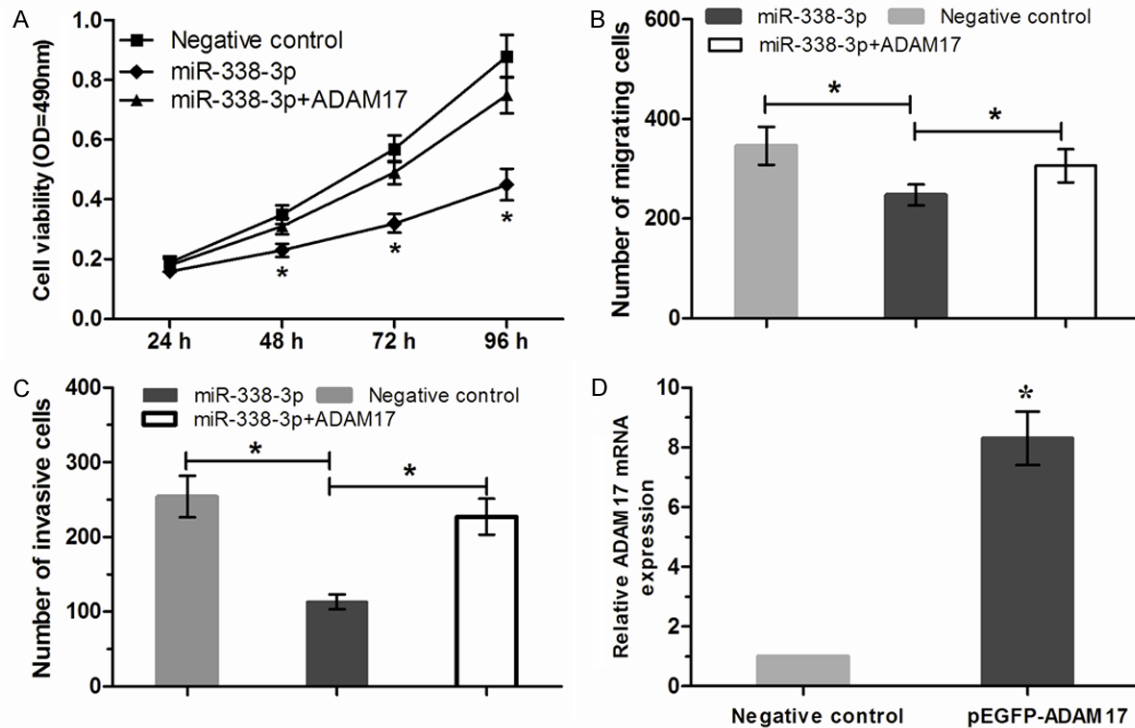 A
Cell viability (OD=490nm)
1.0
0.8
0.6
0.4
0.2
0.0
Negative control
miR-338-3p
miR-338-3p+ADAM17
*
*
*
24 h
48 h
72 h
96 h
B
Number of migrating cells
600
400
200
0
miR-338-3p
Negative control
miR-338-3p+ADAM17
*
*
C
Number of invasive cells
400
300
200
100
0
miR-338-3p
Negative control
miR-338-3p+ADAM17
*
*
D
Relative ADAM17 mRNA
expression
10
8
6
4
2
0
*
Negative control
pEGFP-ADAM17